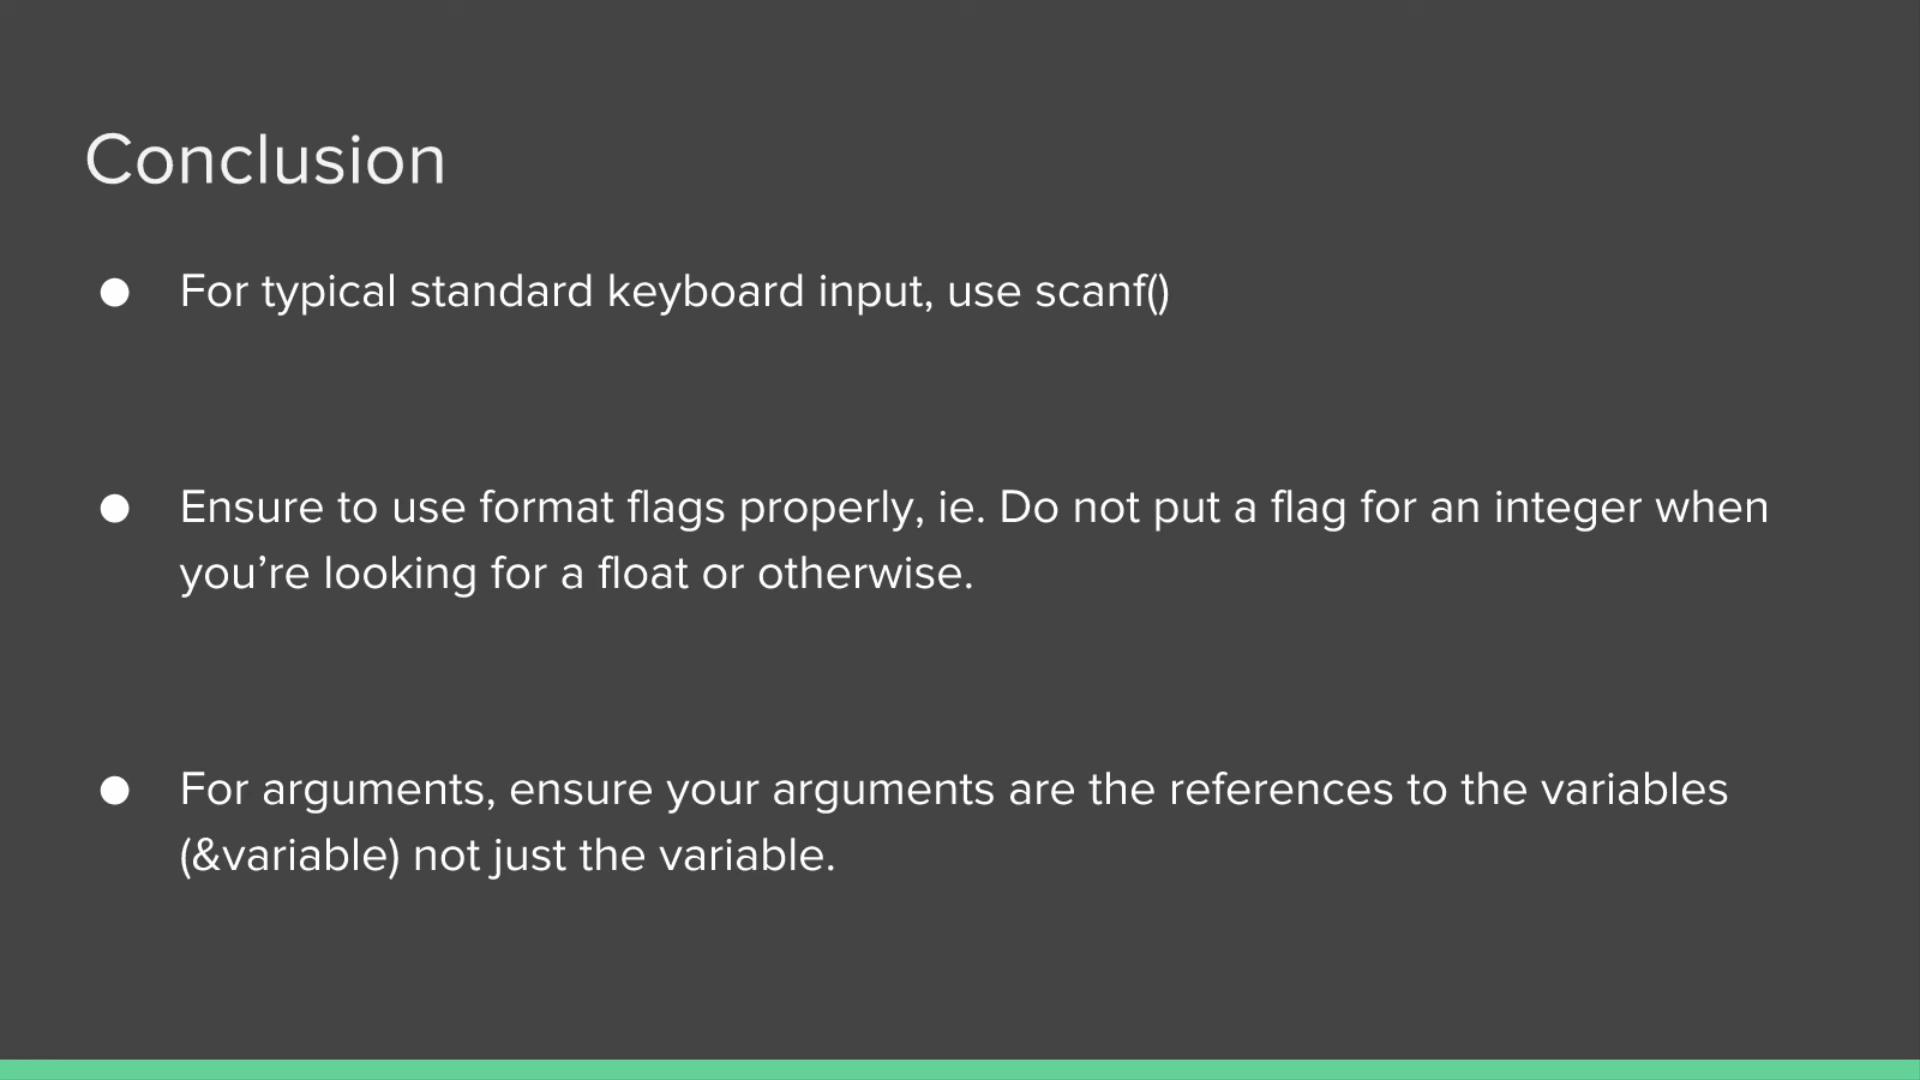 Conclusion
● For typical standard keyboard input, use scanf()
● Ensure to use format flags properly, ie. Do not put a flag for an integer when
you’re looking for a float or otherwise.
● For arguments, ensure your arguments are the references to the variables
(&variable) not just the variable.